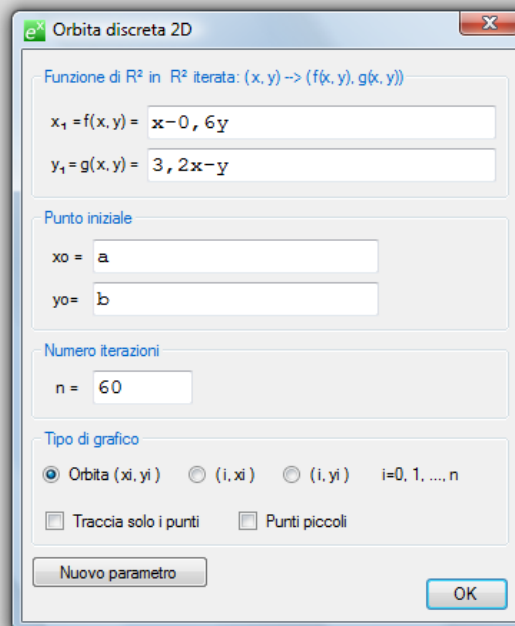 eˣ Orbita discreta 2D
Funzione di R² in R² iterata: (x, y) --> (f(x, y), g(x, y))
x₁ =f(x, y) = x-0,6y
y₁ =g(x, y) = 3,2x-y
Punto iniziale
xo = a
yo= b
Numero iterazioni
n = 60
Tipo di grafico
Orbita (xi, yi ) (i, xi ) (i, yi ) i=0, 1, ..., n
Traccia solo i punti Punti piccoli
Nuovo parametro
OK